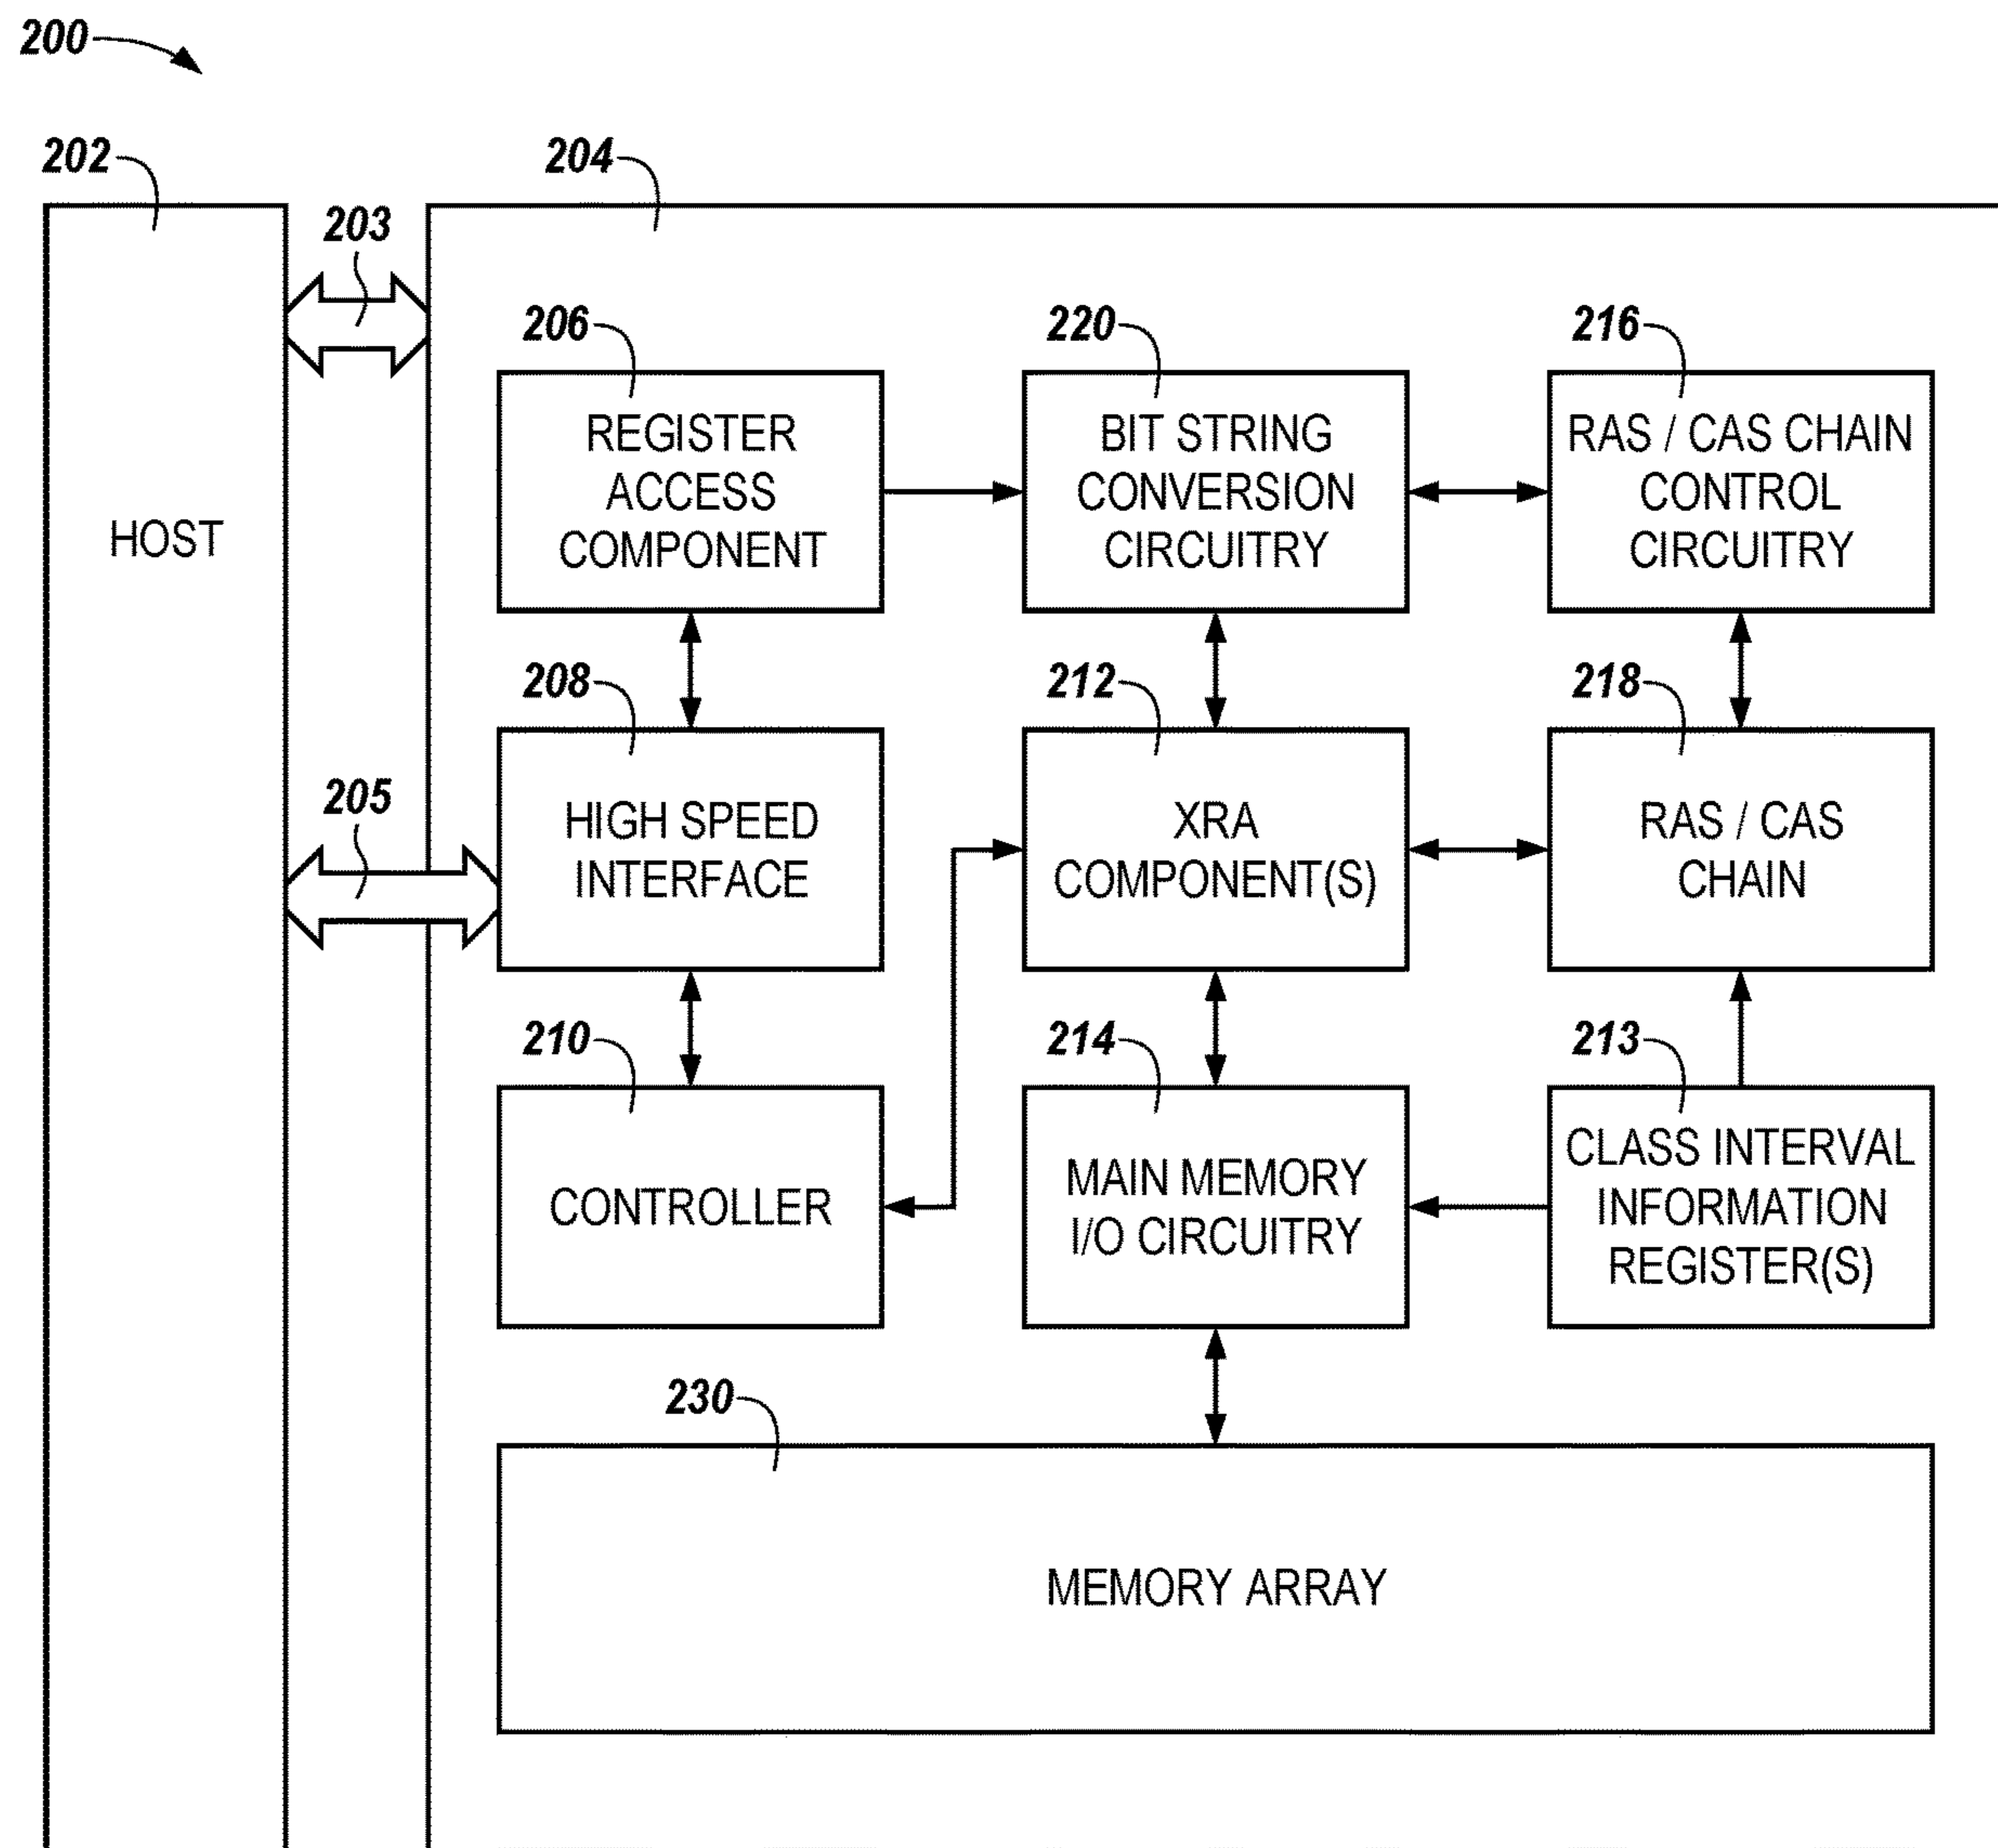 200
202
204
203
206
220
216
REGISTER
ACCESS
COMPONENT
BIT STRING
CONVERSION
CIRCUITRY
RAS / CAS CHAIN
CONTROL
CIRCUITRY
HOST
208
212
218
205
HIGH SPEED
INTERFACE
XRA
COMPONENT(S)
RAS / CAS
CHAIN
210
214
213
CONTROLLER
MAIN MEMORY
I/O CIRCUITRY
CLASS INTERVAL
INFORMATION
REGISTER(S)
230
MEMORY ARRAY